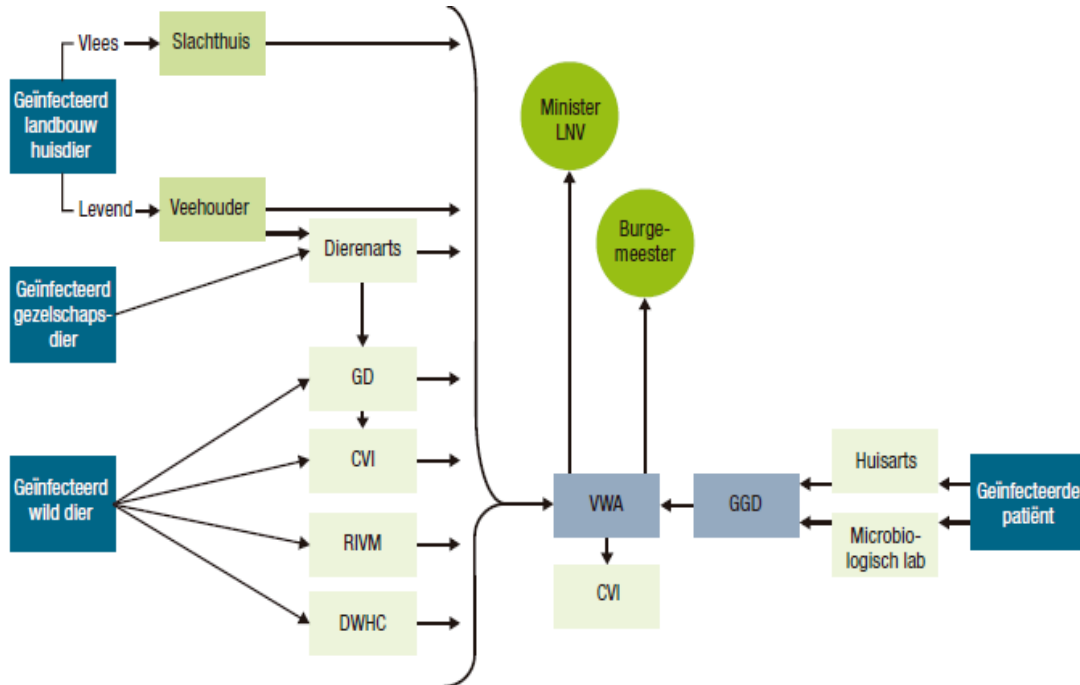 Vlees
Slachthuis
Geïnfecteerd
landbouw
huisdier
Levend
Veehouder
Dierenarts
Geïnfecteerd
gezelschaps-
dier
GD
CVI
Geïnfecteerd
wild dier
RIVM
DWHC
Minister
LNV
Burge-
meester
VWA
CVI
GGD
Huisarts
Microbio-
logisch lab
Geïnfecteerde
patiënt